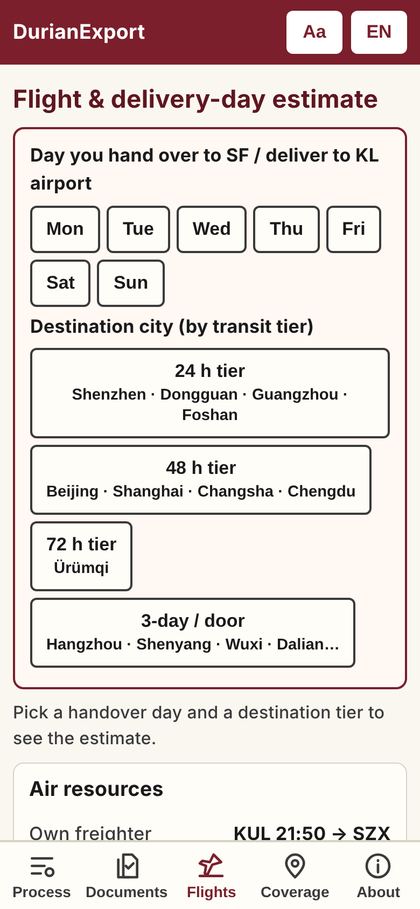 DurianExport
Aa
EN
Flight & delivery-day estimate
Day you hand over to SF / deliver to KL
airport
Mon
Tue
Wed
Thu
Fri
Sat
Sun
Destination city (by transit tier)
24 h tier
Shenzhen · Dongguan · Guangzhou ·
Foshan
48 h tier
Beijing · Shanghai · Changsha · Chengdu
72 h tier
Ürümqi
3-day / door
Hangzhou · Shenyang · Wuxi · Dalian…
Pick a handover day and a destination tier to
see the estimate.
Air resources
Own freighter KUL 21:50 → SZX
Process
Documents
Flights
Coverage
About